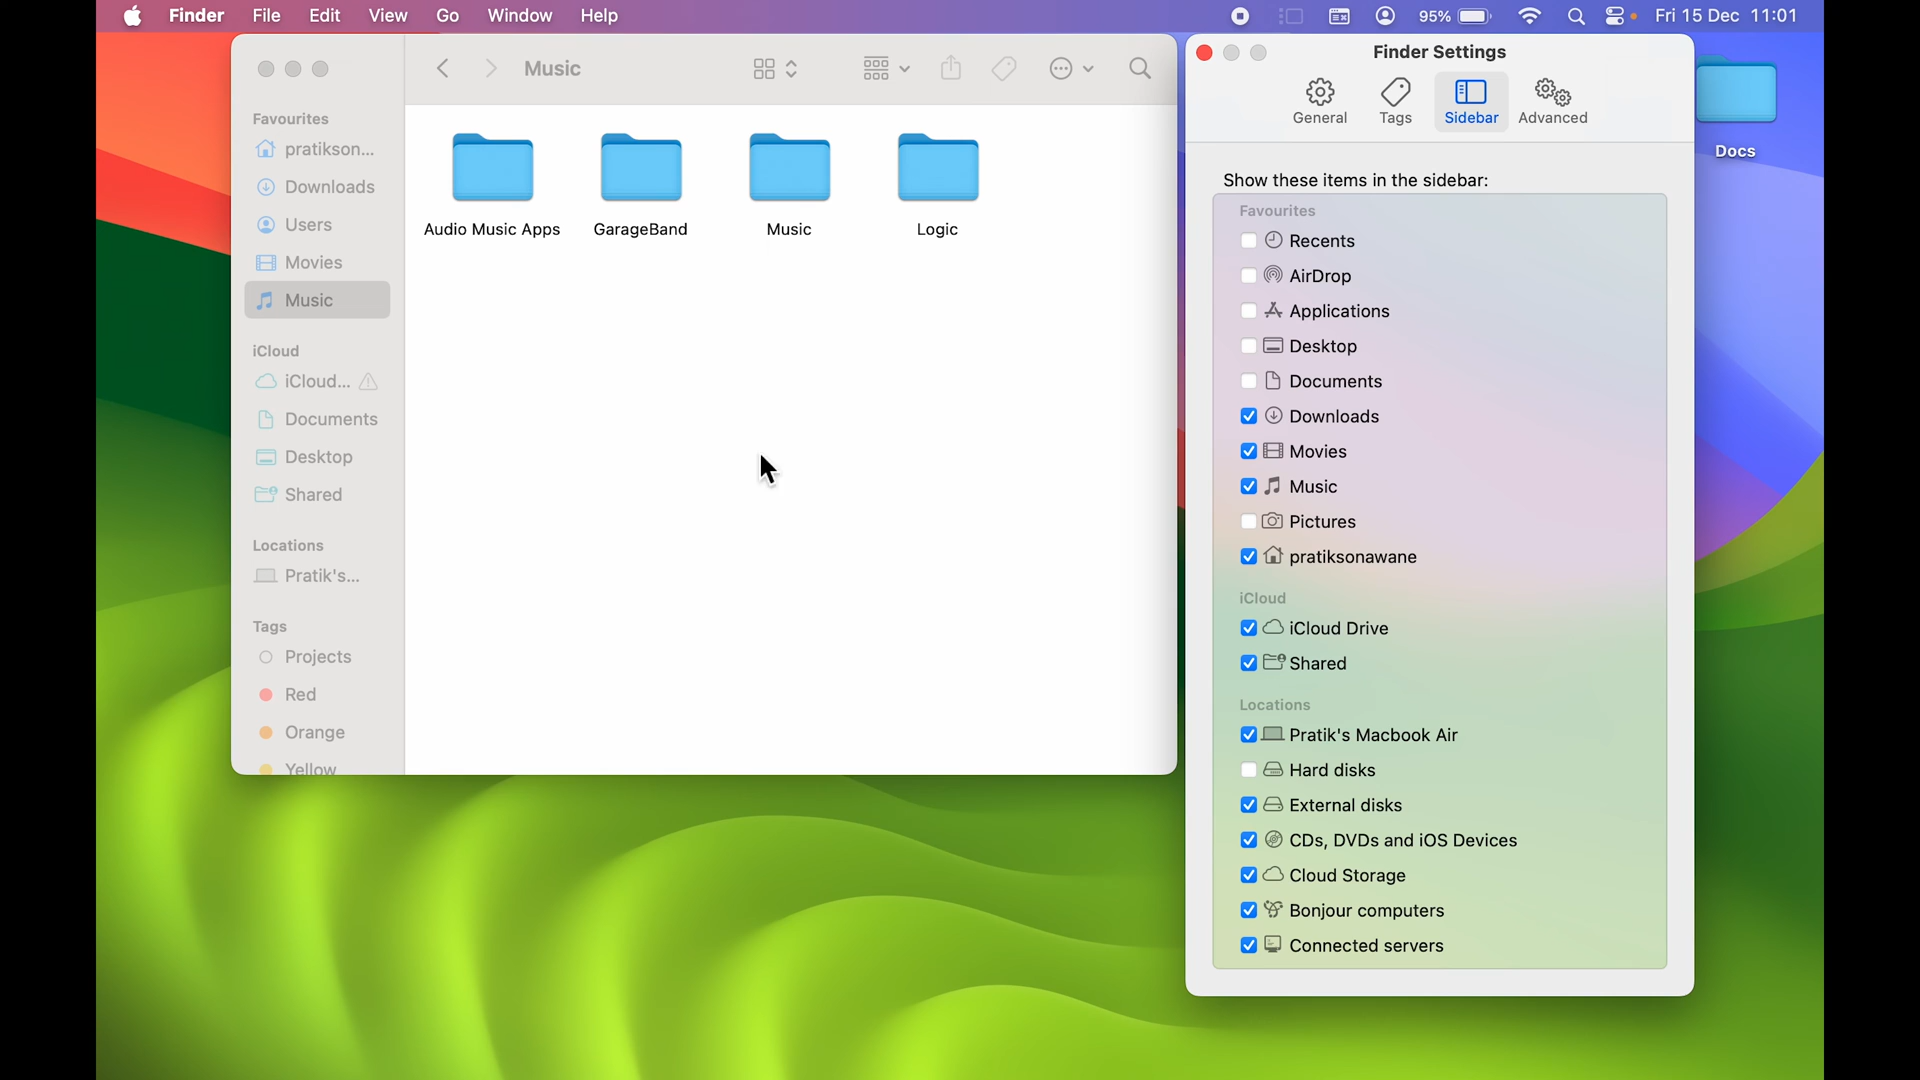 Finder File Edit View Go Window Help 95% Fri 15 Dec 11:01
Music
Favourites
pratikson...
Downloads
Users
Movies
Music
iCloud
iCloud...
Documents
Desktop
Shared
Locations
Pratik's...
Tags
Projects
Red
Orange
Yellow
Audio Music Apps GarageBand Music Logic
Finder Settings
General Tags Sidebar Advanced
Show these items in the sidebar:
Favourites
Recents
AirDrop
Applications
Desktop
Documents
Downloads
Movies
Music
Pictures
pratiksonawane
iCloud
iCloud Drive
Shared
Locations
Pratik's Macbook Air
Hard disks
External disks
CDs, DVDs and iOS Devices
Cloud Storage
Bonjour computers
Connected servers
Docs